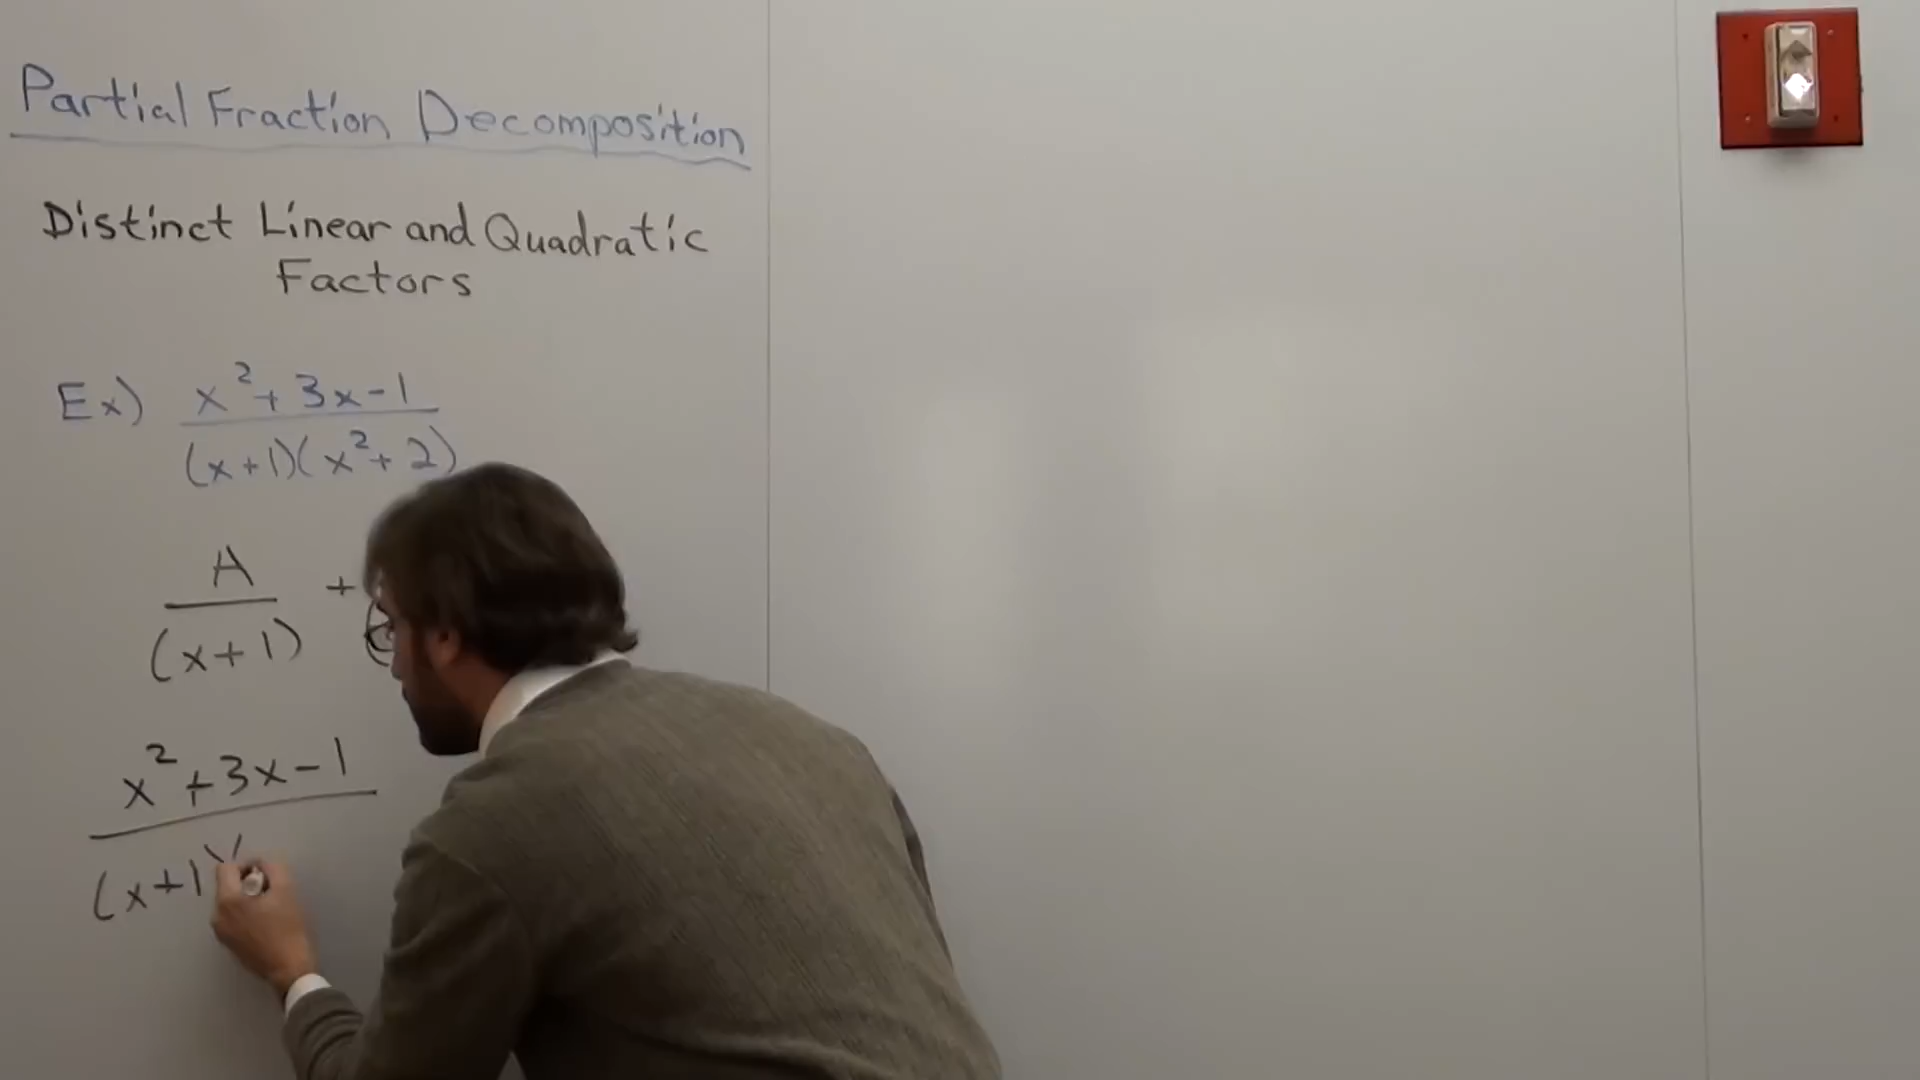 Partial Fraction Decomposition
Distinct Linear and Quadratic
Factors
Ex) x²+3x-1
(x+1)(x²+2)
A +
(x+1) (
x²+3x-1
(x+1)(